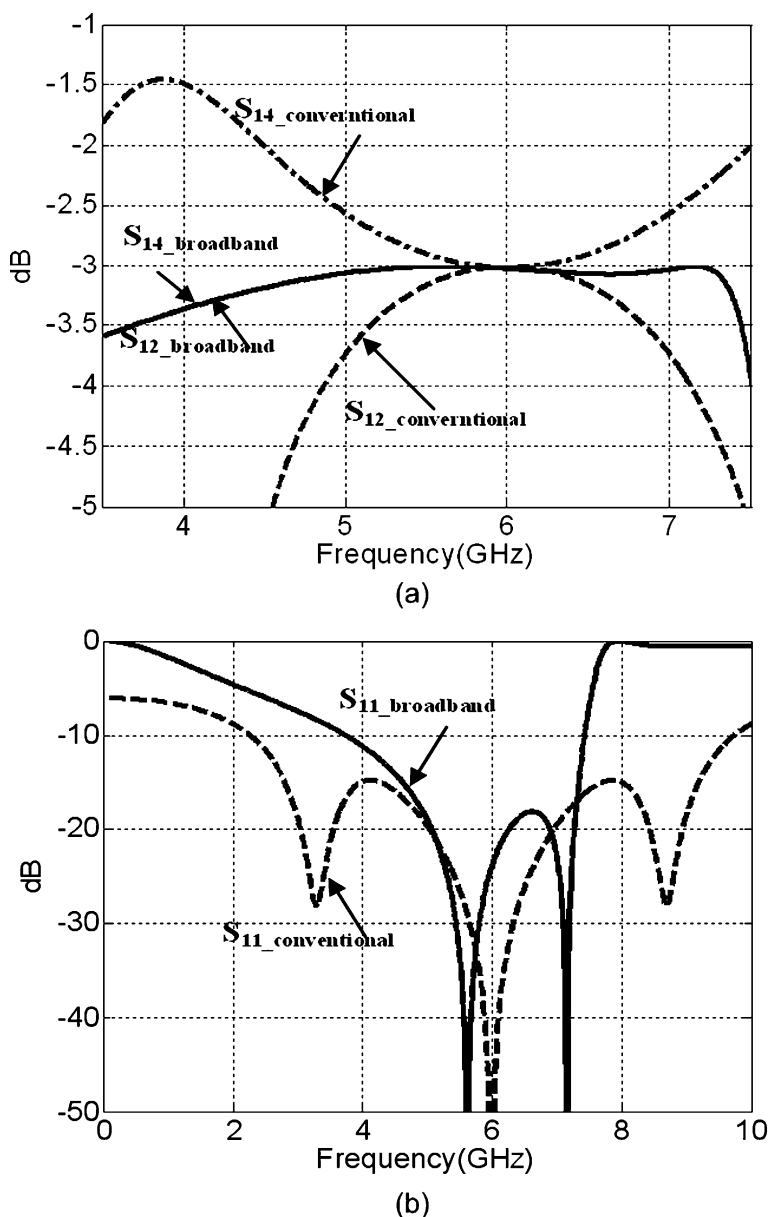 -1
-1.5
-2
-2.5
-3
-3.5
-4
-4.5
-5
dB
S14_converntional
S14_broadband
S12_broadband
S12_converntional
4 5 6 7
Frequency(GHz)
(a)
0
-10
-20
-30
-40
-50
dB
S11_broadband
S11_conventional
0 2 4 6 8 10
Frequency(GHz)
(b)